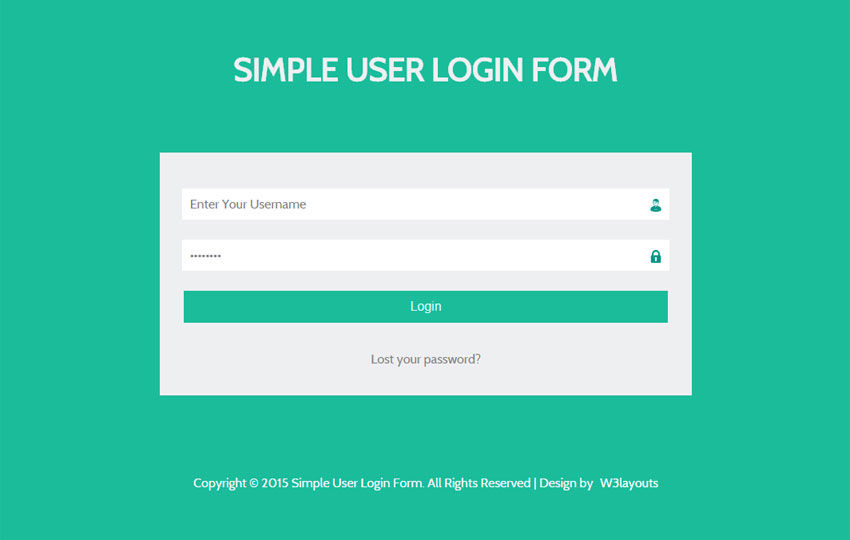 SIMPLE USER LOGIN FORM
Enter Your Username
••••••••
Login
Lost your password?
Copyright © 2015 Simple User Login Form. All Rights Reserved | Design by W3layouts